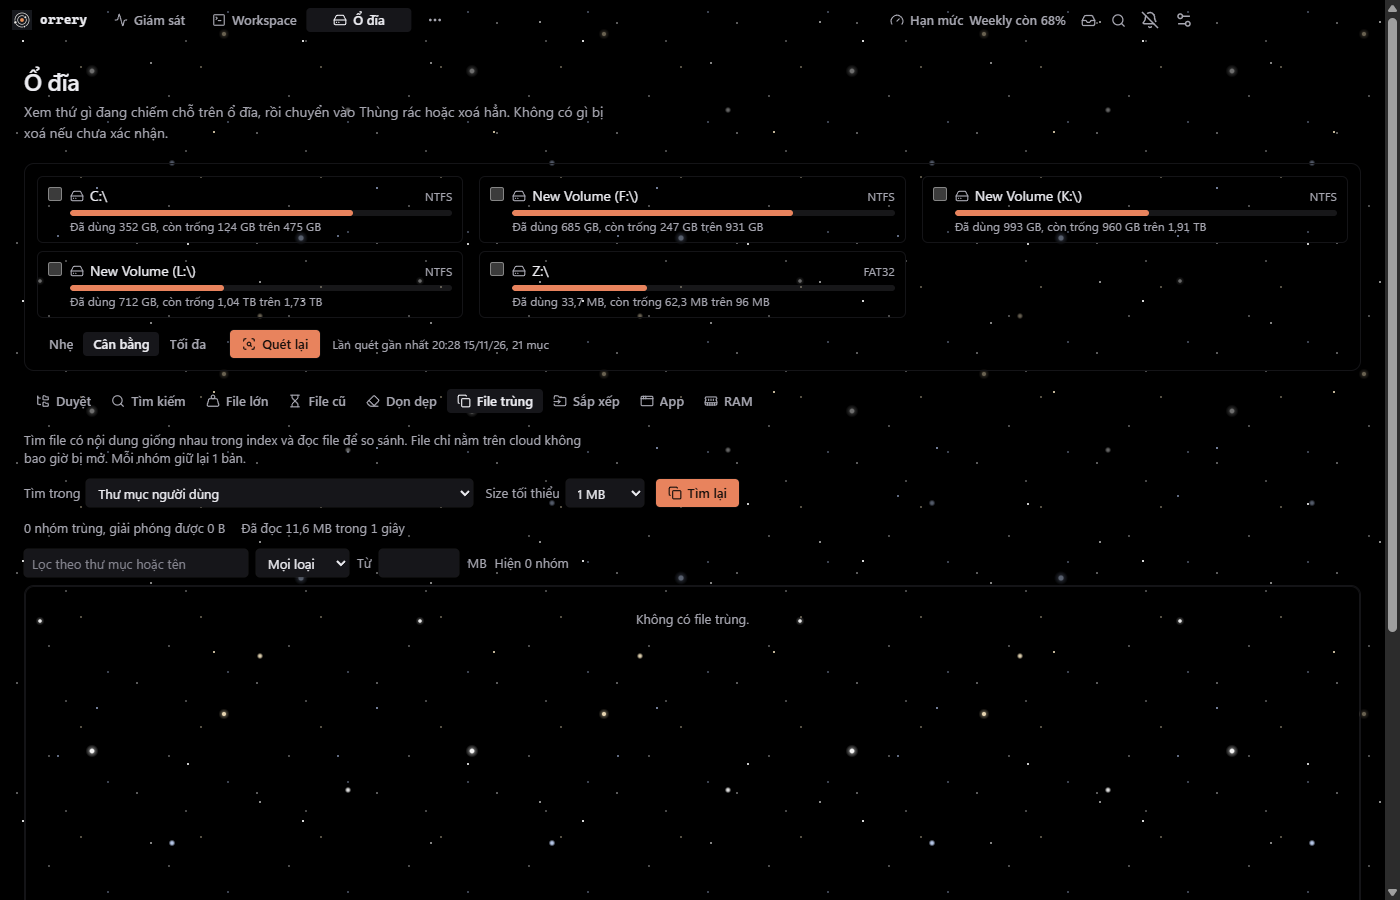 orrery
Giám sát
Workspace
Ổ đĩa
Hạn mức Weekly còn 68%
Ổ đĩa
Xem thứ gì đang chiếm chỗ trên ổ đĩa, rồi chuyển vào Thùng rác hoặc xoá hẳn. Không có gì bị
xoá nếu chưa xác nhận.
C:\ NTFS
Đã dùng 352 GB, còn trống 124 GB trên 475 GB
New Volume (F:\) NTFS
Đã dùng 685 GB, còn trống 247 GB trên 931 GB
New Volume (K:\) NTFS
Đã dùng 993 GB, còn trống 960 GB trên 1,91 TB
New Volume (L:\) NTFS
Đã dùng 712 GB, còn trống 1,04 TB trên 1,73 TB
Z:\ FAT32
Đã dùng 33,7 MB, còn trống 62,3 MB trên 96 MB
Nhẹ Cân bằng Tối đa Quét lại Lần quét gần nhất 20:28 15/11/26, 21 mục
Duyệt Tìm kiếm File lớn File cũ Dọn dẹp File trùng Sắp xếp App RAM
Tìm file có nội dung giống nhau trong index và đọc file để so sánh. File chỉ nằm trên cloud không
bao giờ bị mở. Mỗi nhóm giữ lại 1 bản.
Tìm trong Thư mục người dùng Size tối thiểu 1 MB Tìm lại
0 nhóm trùng, giải phóng được 0 B Đã đọc 11,6 MB trong 1 giây
Lọc theo thư mục hoặc tên Mọi loại Từ MB Hiện 0 nhóm
Không có file trùng.